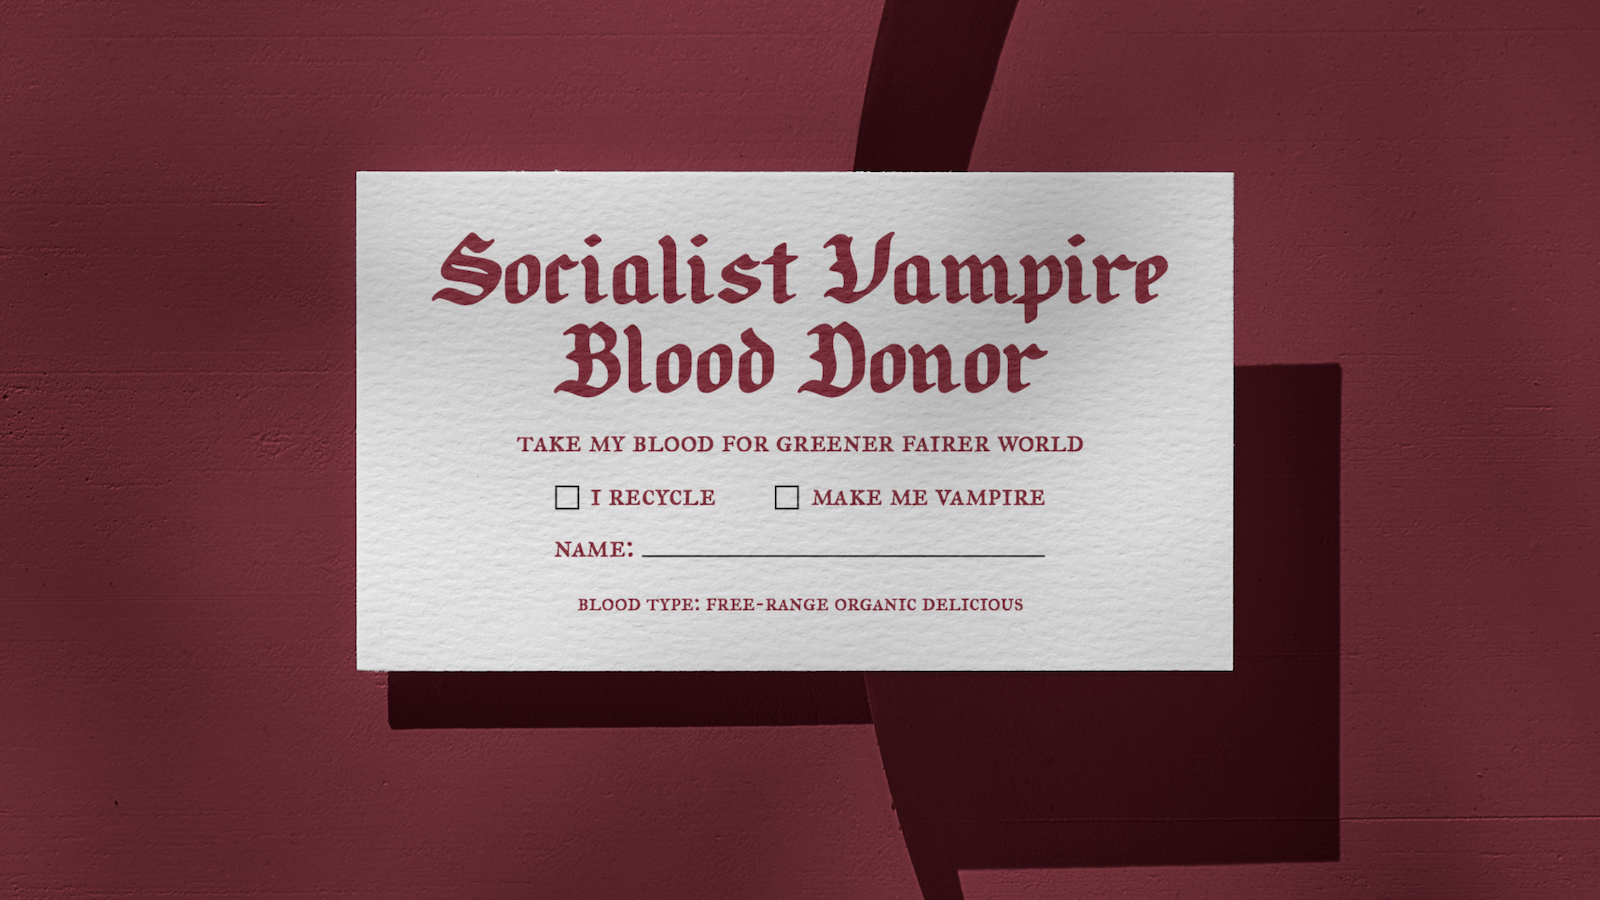 Socialist Vampire
Blood Donor
TAKE MY BLOOD FOR GREENER FAIRER WORLD
☐ I RECYCLE ☐ MAKE ME VAMPIRE
NAME: ____________________
BLOOD TYPE: FREE-RANGE ORGANIC DELICIOUS